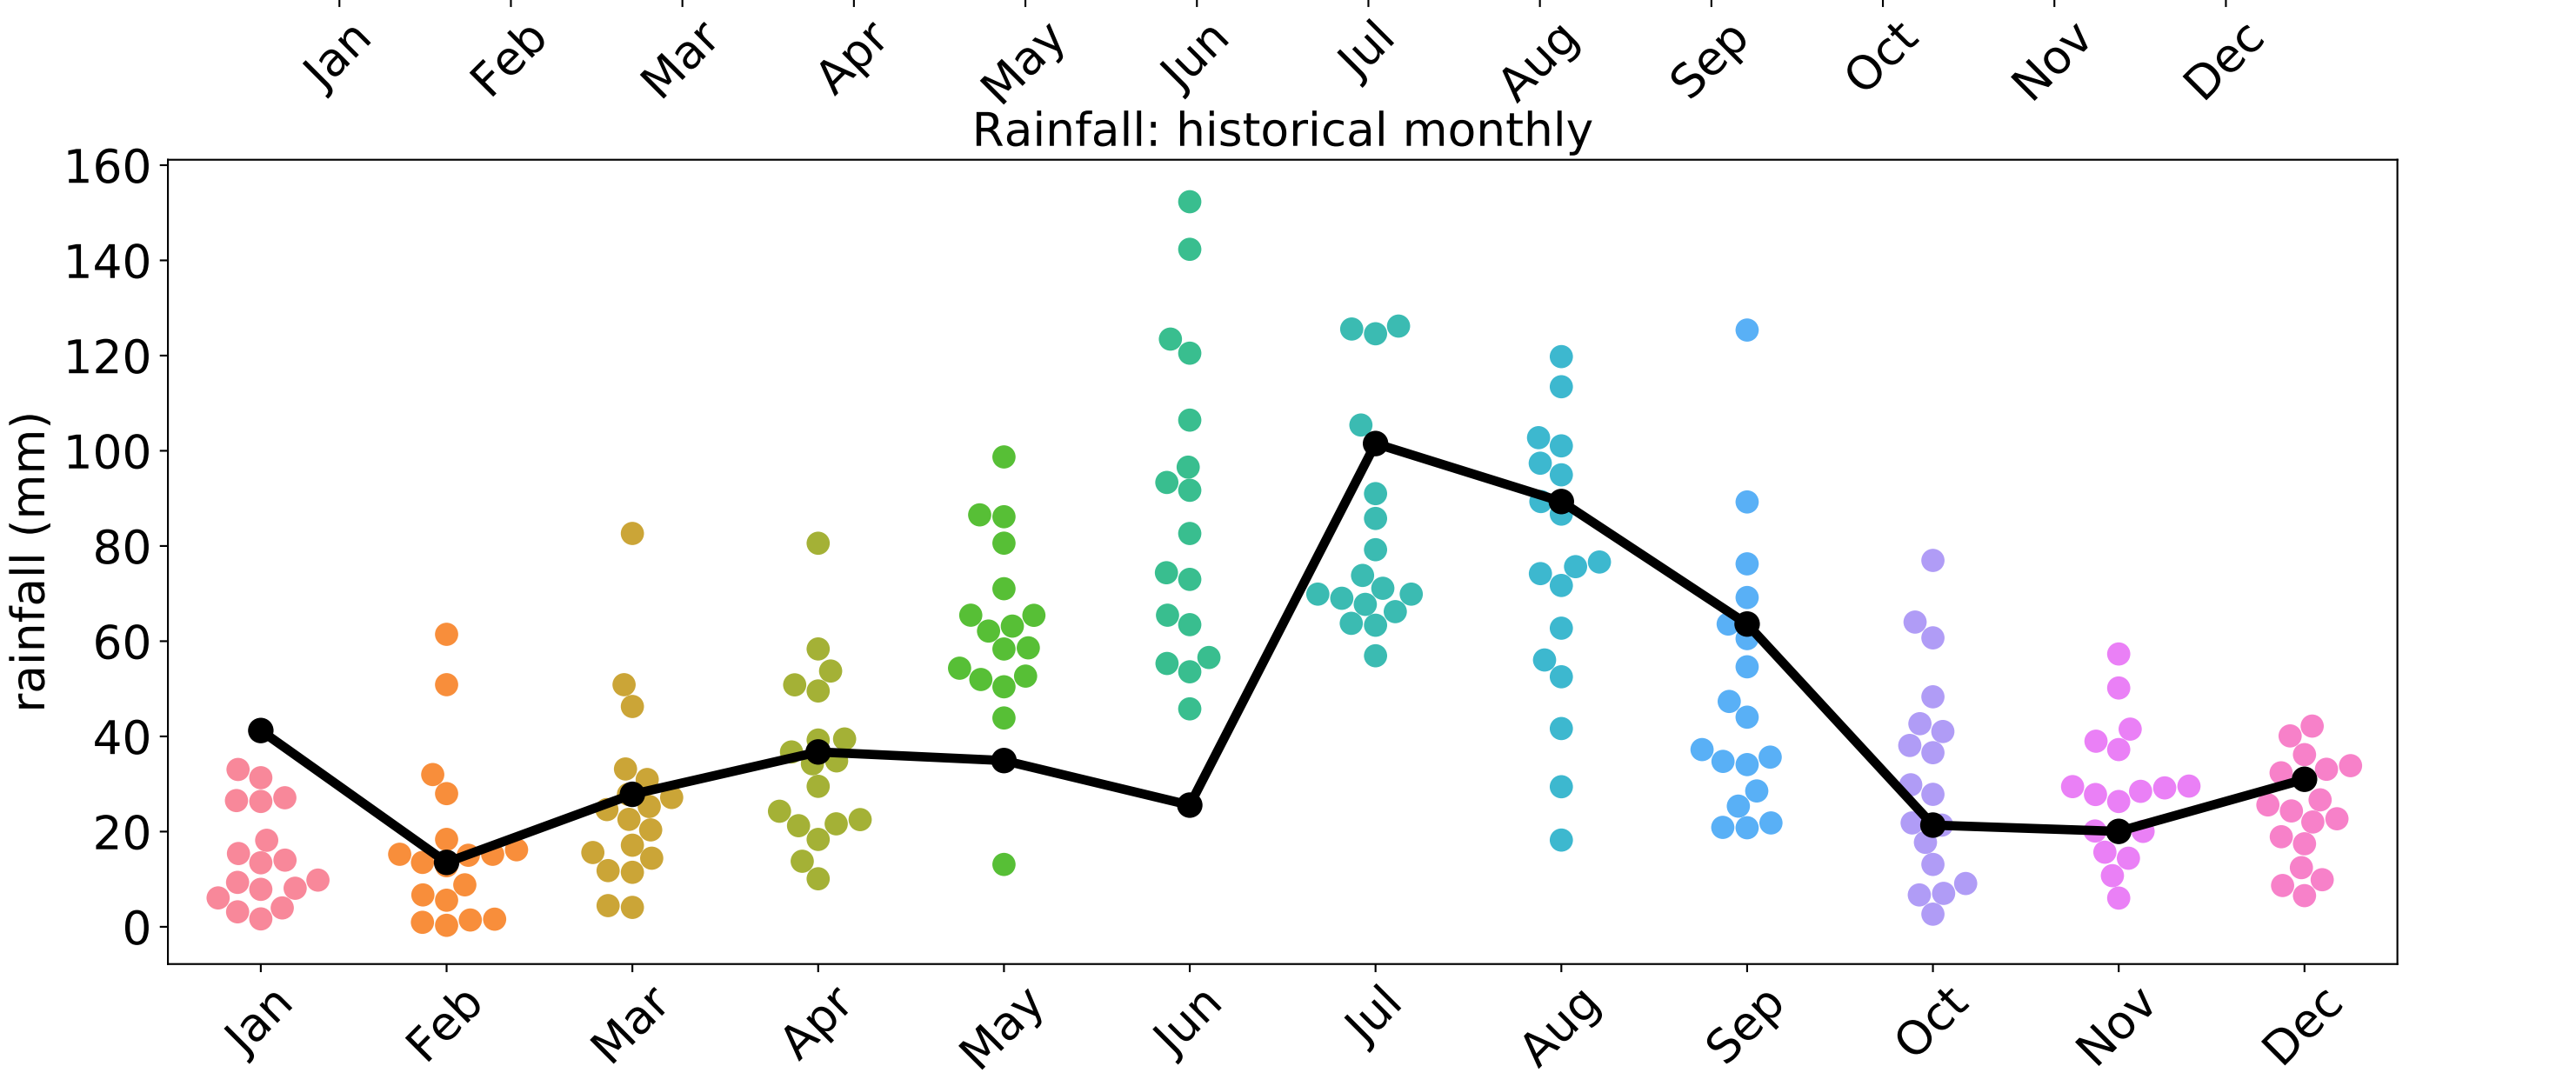 Jan Feb Mar Apr May Jun Jul Aug Sep Oct Nov Dec
Rainfall: historical monthly
rainfall (mm)
160
140
120
100
80
60
40
20
0
Jan Feb Mar Apr May Jun Jul Aug Sep Oct Nov Dec